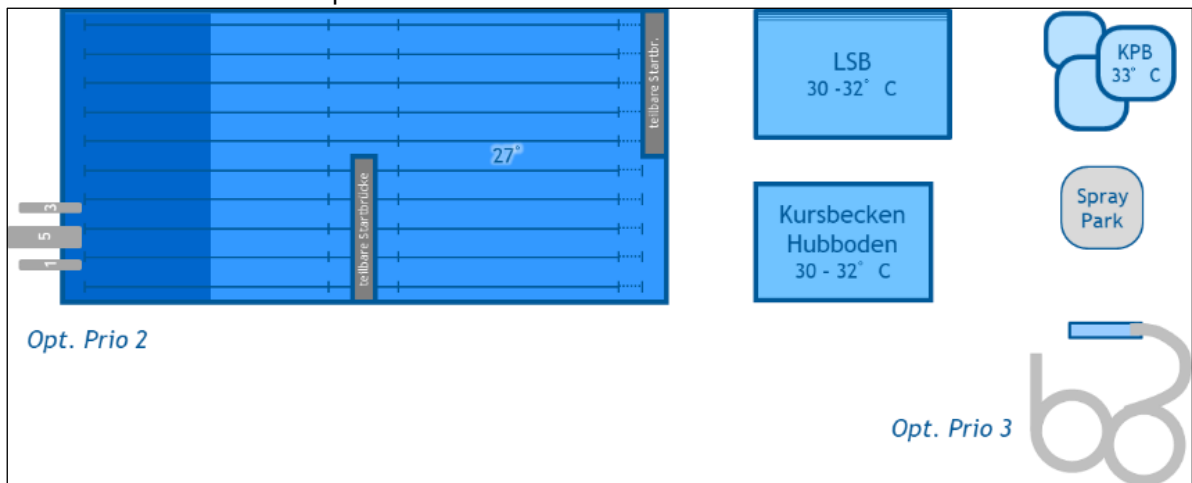 teilbare Startbr.
27°
teilbare Startbrücke
3
5
1
LSB
30 -32° C
KPB
33° C
Kursbecken
Hubboden
30 - 32° C
Spray
Park
Opt. Prio 2
Opt. Prio 3